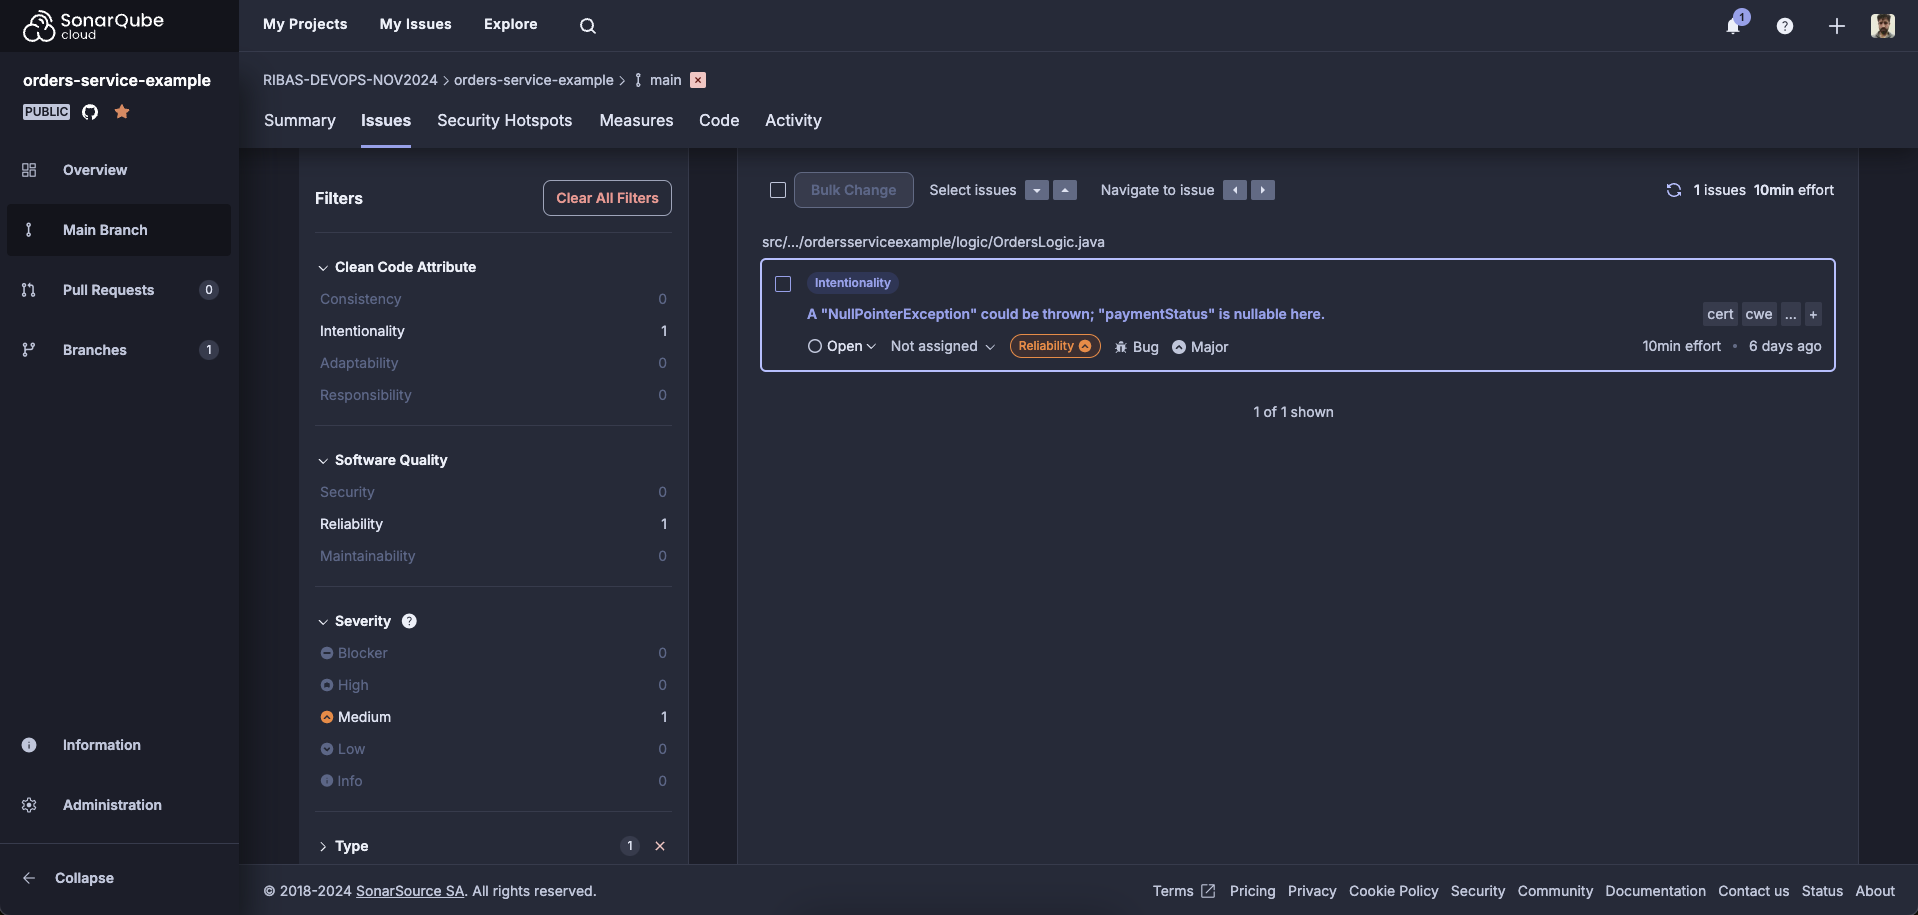 SonarQube
cloud
My Projects
My Issues
Explore
1
?
orders-service-example
PUBLIC
RIBAS-DEVOPS-NOV2024 > orders-service-example > main
Summary
Issues
Security Hotspots
Measures
Code
Activity
Overview
Main Branch
Pull Requests 0
Branches 1
Information
Administration
Collapse
Filters
Clear All Filters
Clean Code Attribute
Consistency 0
Intentionality 1
Adaptability 0
Responsibility 0
Software Quality
Security 0
Reliability 1
Maintainability 0
Severity ?
Blocker 0
High 0
Medium 1
Low 0
Info 0
Type 1
Bulk Change
Select issues
Navigate to issue
1 issues 10min effort
src/.../ordersserviceexample/logic/OrdersLogic.java
Intentionality
A "NullPointerException" could be thrown; "paymentStatus" is nullable here.
cert cwe ... +
Open Not assigned Reliability Bug Major
10min effort • 6 days ago
1 of 1 shown
© 2018-2024 SonarSource SA. All rights reserved.
Terms Pricing Privacy Cookie Policy Security Community Documentation Contact us Status About